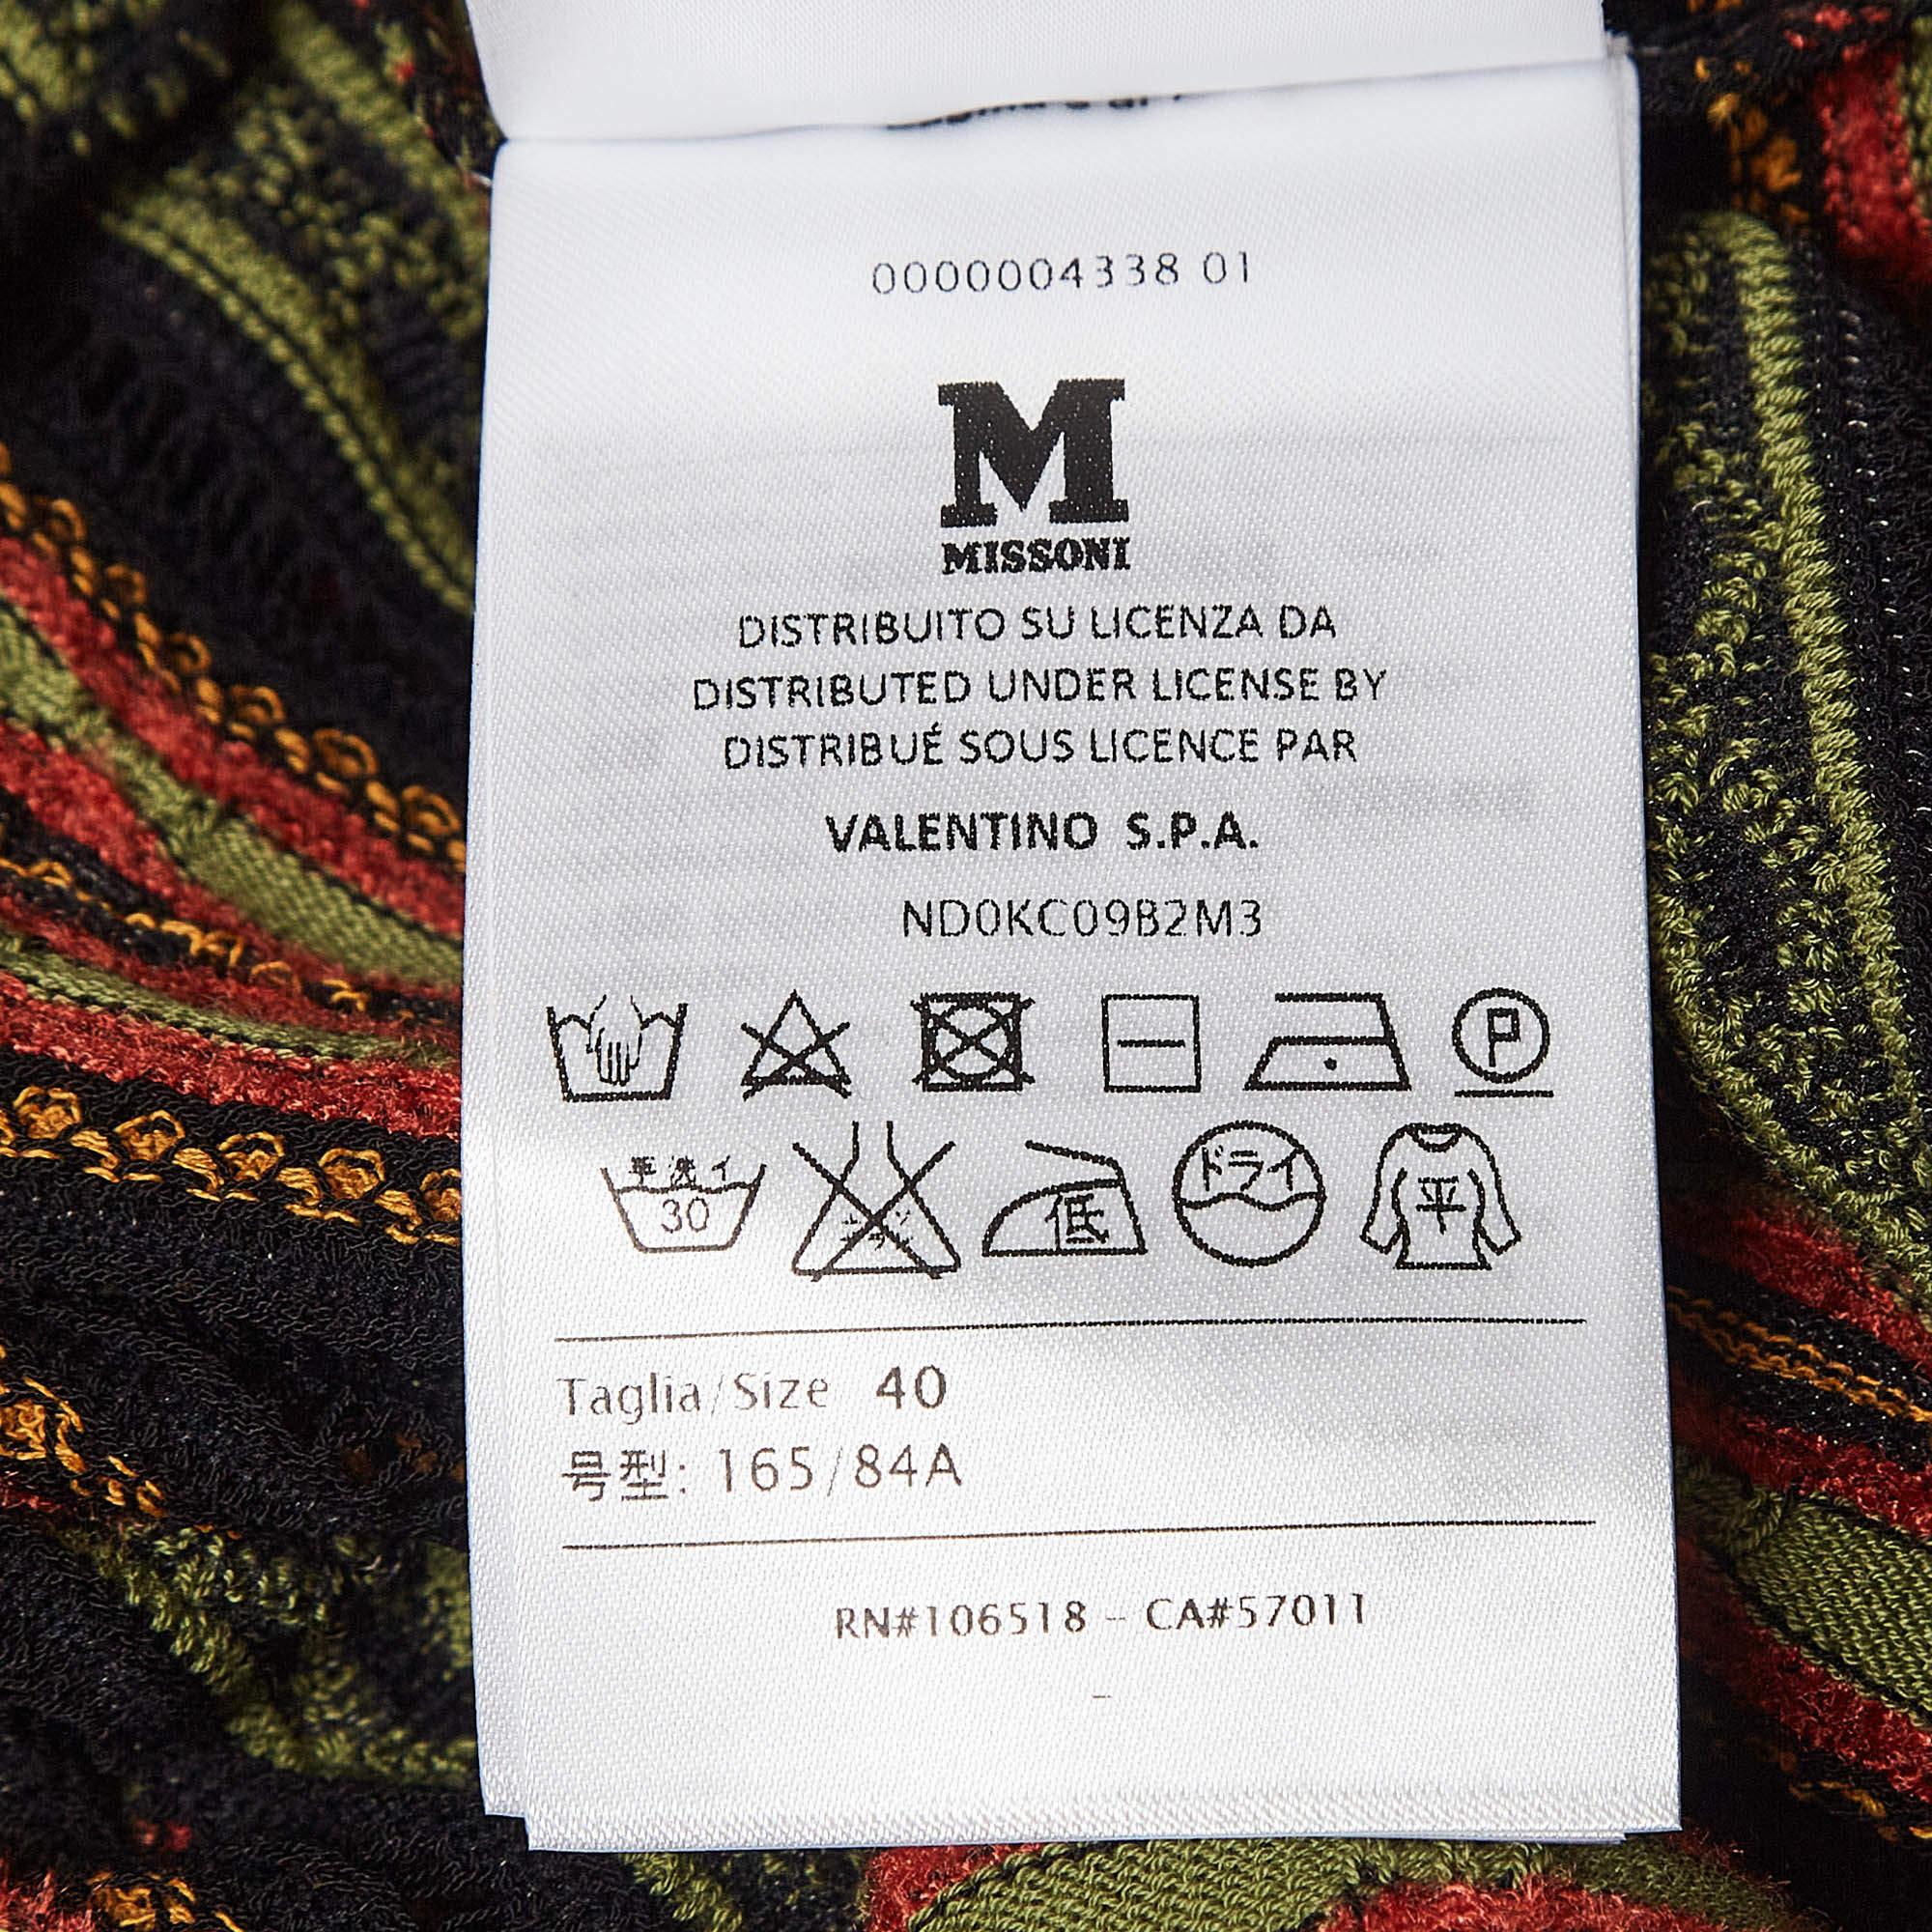 0000004338 01
M
MISSONI
DISTRIBUITO SU LICENZA DA
DISTRIBUTED UNDER LICENSE BY
DISTRIBUÉ SOUS LICENCE PAR
VALENTINO S.P.A.
ND0KC09B2M3
P
30 低 ドライ 平
Taglia/Size 40
号型: 165/84A
RN#106518 - CA#57011
-